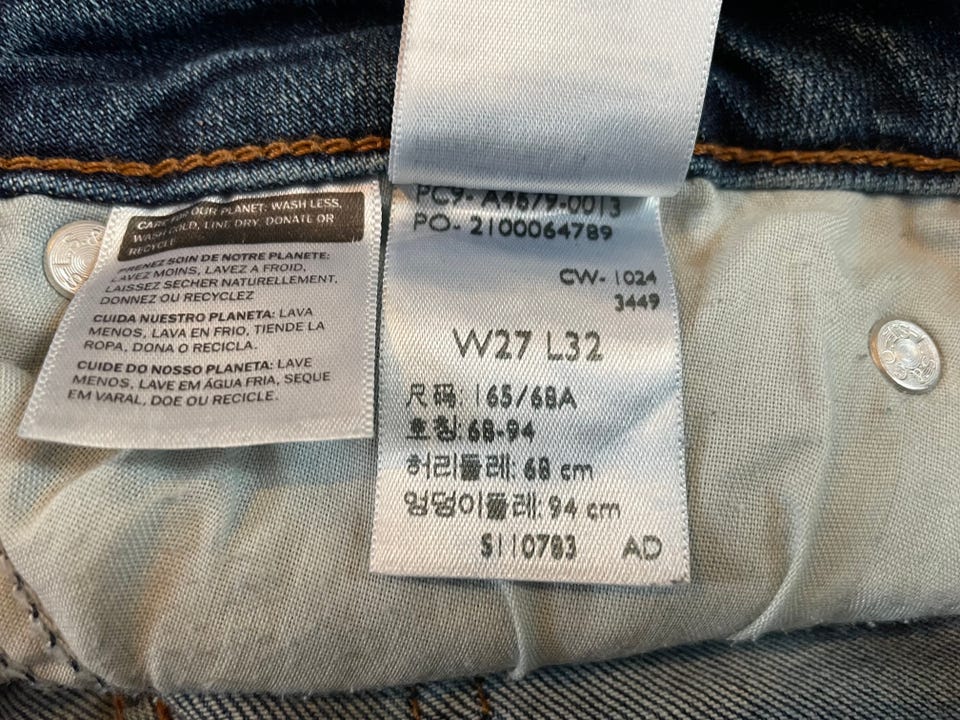 OUR PLANET: WASH LESS,
WASH COLD, LINE DRY, DONATE OR
RECYCLE
PRENEZ SOIN DE NOTRE PLANETE:
LAVEZ MOINS, LAVEZ A FROID,
LAISSEZ SECHER NATURELLEMENT,
DONNEZ OU RECYCLEZ
CUIDA NUESTRO PLANETA: LAVA
MENOS, LAVA EN FRIO, TIENDE LA
ROPA, DONA O RECICLA.
CUIDE DO NOSSO PLANETA: LAVE
MENOS, LAVE EM ÁGUA FRIA, SEQUE
EM VARAL, DOE OU RECICLE.
PC9- A4679-0013
PO- 2100064789
CW- 1024
3449
W27 L32
尺码: 165/68A
호칭: 68-94
허리둘레: 68 cm
엉덩이둘레: 94 cm
S110783 AD